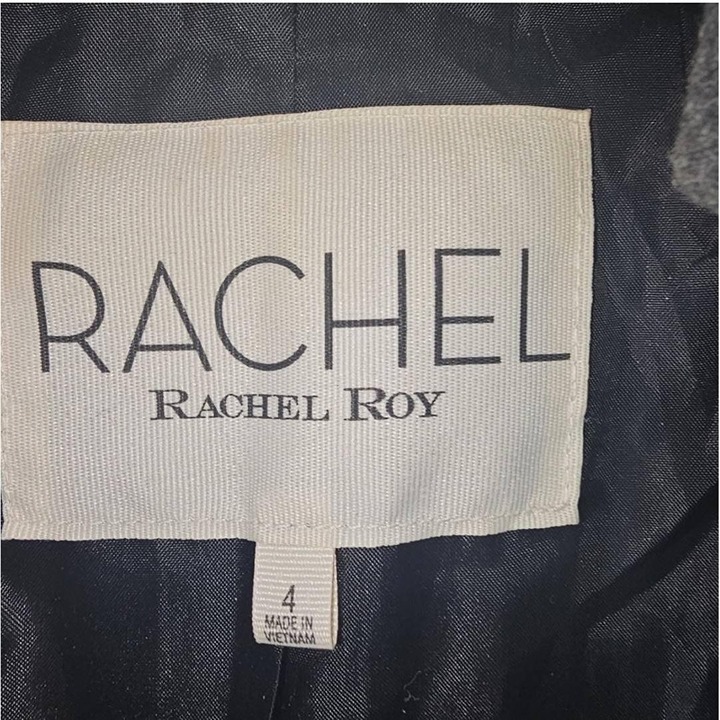 RACHEL
RACHEL ROY
4
MADE IN
VIETNAM